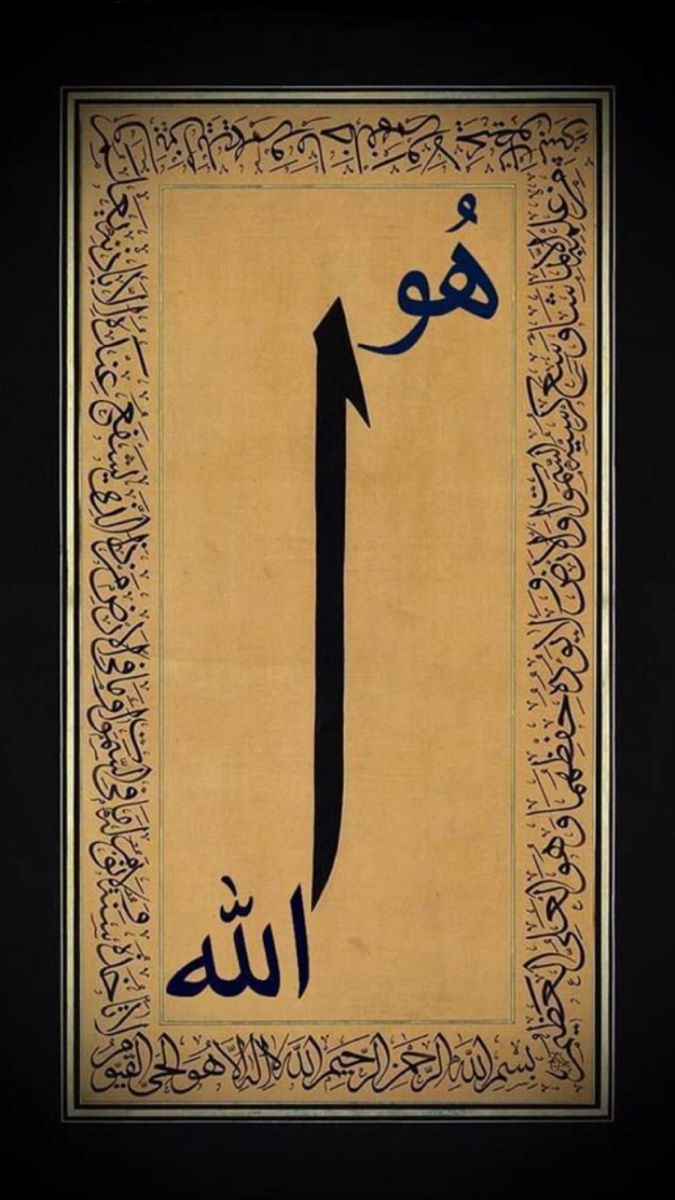 هُو
ا
الله
بسم الله الرحمن الرحيم الله لا اله الا هو الحي القيوم
لا تأخذه سنة ولا نوم له ما في السموات وما في الارض من ذا الذي يشفع عنده الا باذنه يعلم
ما بين ايديهم وما خلفهم ولا يحيطون بشيء
من علمه الا بما شاء وسع كرسيه السموات والارض ولا يؤده حفظهما وهو العلي العظيم